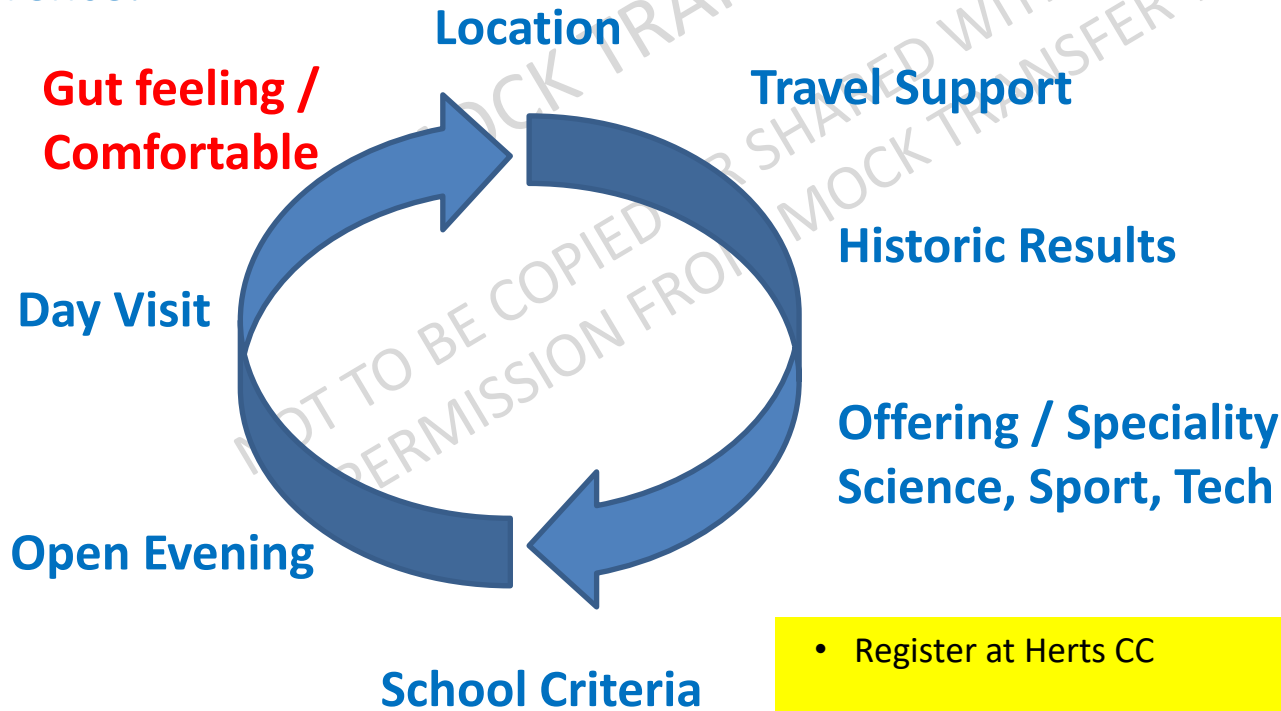 Location
Gut feeling /
Comfortable
Travel Support
Historic Results
Day Visit
Offering / Speciality
Science, Sport, Tech
Open Evening
• Register at Herts CC
School Criteria
NOT TO BE COPIED OR SHARED WITH
PERMISSION FROM MOCK TRANSFER